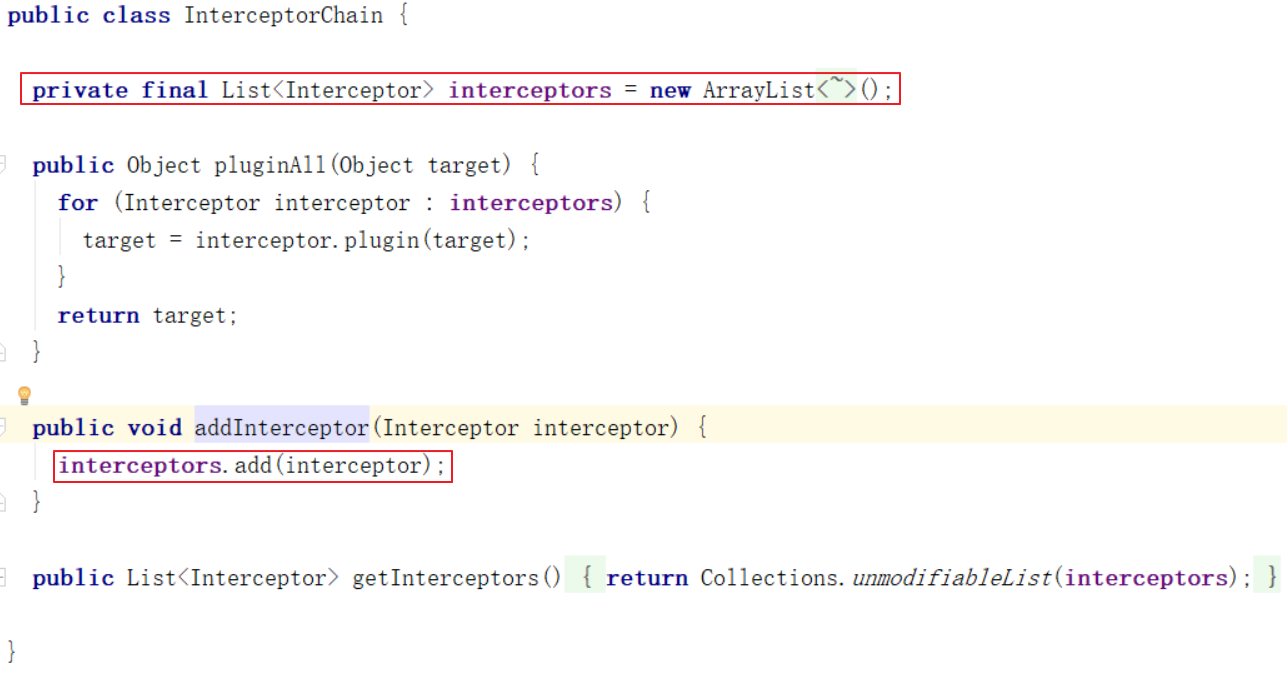 public class InterceptorChain {
private final List<Interceptor> interceptors = new ArrayList<~>();
public Object pluginAll(Object target) {
for (Interceptor interceptor : interceptors) {
target = interceptor.plugin(target);
}
return target;
}
public void addInterceptor(Interceptor interceptor) {
interceptors.add(interceptor);
}
public List<Interceptor> getInterceptors() { return Collections.unmodifiableList(interceptors); }
}